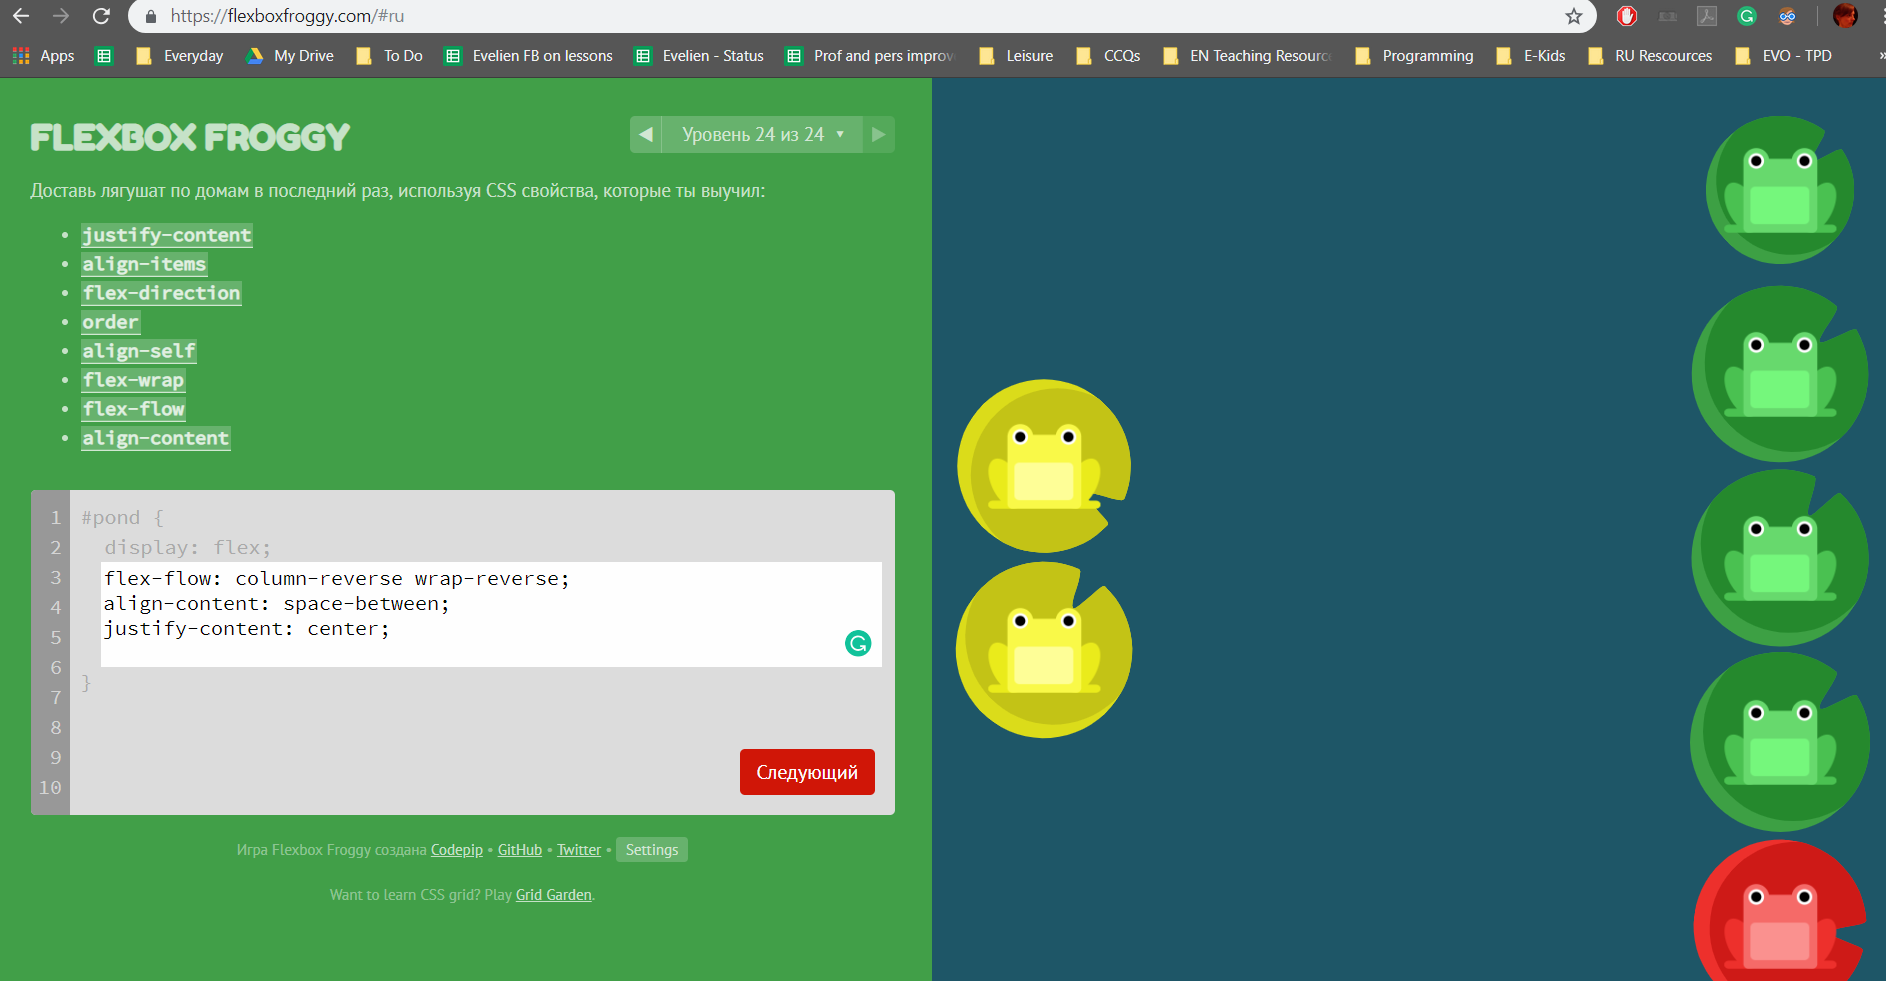 https://flexboxfroggy.com/#ru
Apps Everyday My Drive To Do Evelien FB on lessons Evelien - Status Prof and pers improv Leisure CCQs EN Teaching Resourc Programming E-Kids RU Rescources EVO - TPD »
FLEXBOX FROGGY
◀ Уровень 24 из 24 ▼ ▶
Доставь лягушат по домам в последний раз, используя CSS свойства, которые ты выучил:
• justify-content
• align-items
• flex-direction
• order
• align-self
• flex-wrap
• flex-flow
• align-content
1 #pond {
2 display: flex;
3 flex-flow: column-reverse wrap-reverse;
4 align-content: space-between;
5 justify-content: center;
6 }
7
8
9
10
Следующий
Игра Flexbox Froggy создана Codepip • GitHub • Twitter • Settings
Want to learn CSS grid? Play Grid Garden.